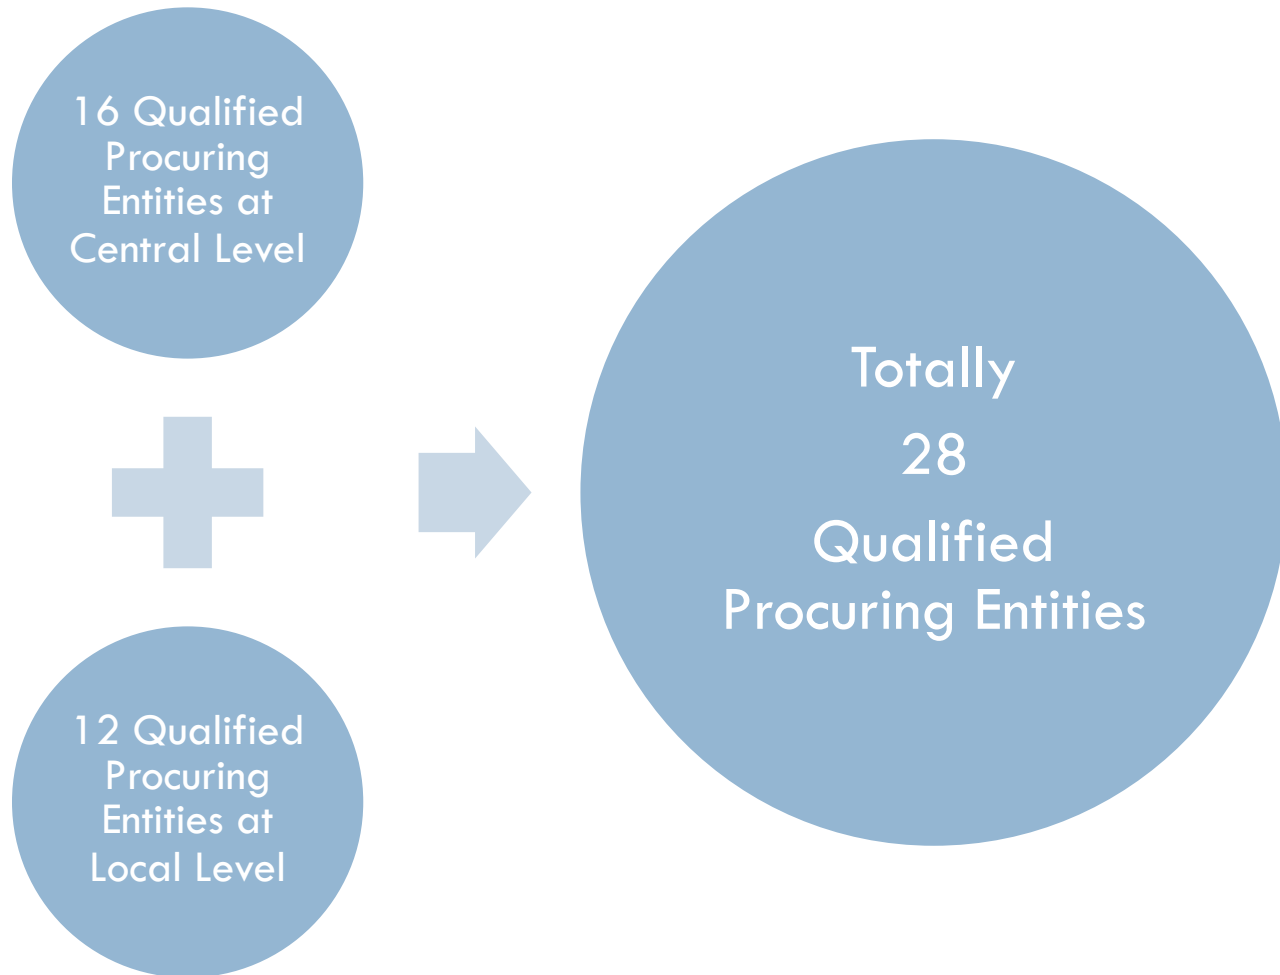 16 Qualified
Procuring
Entities at
Central Level
12 Qualified
Procuring
Entities at
Local Level
Totally
28
Qualified
Procuring Entities